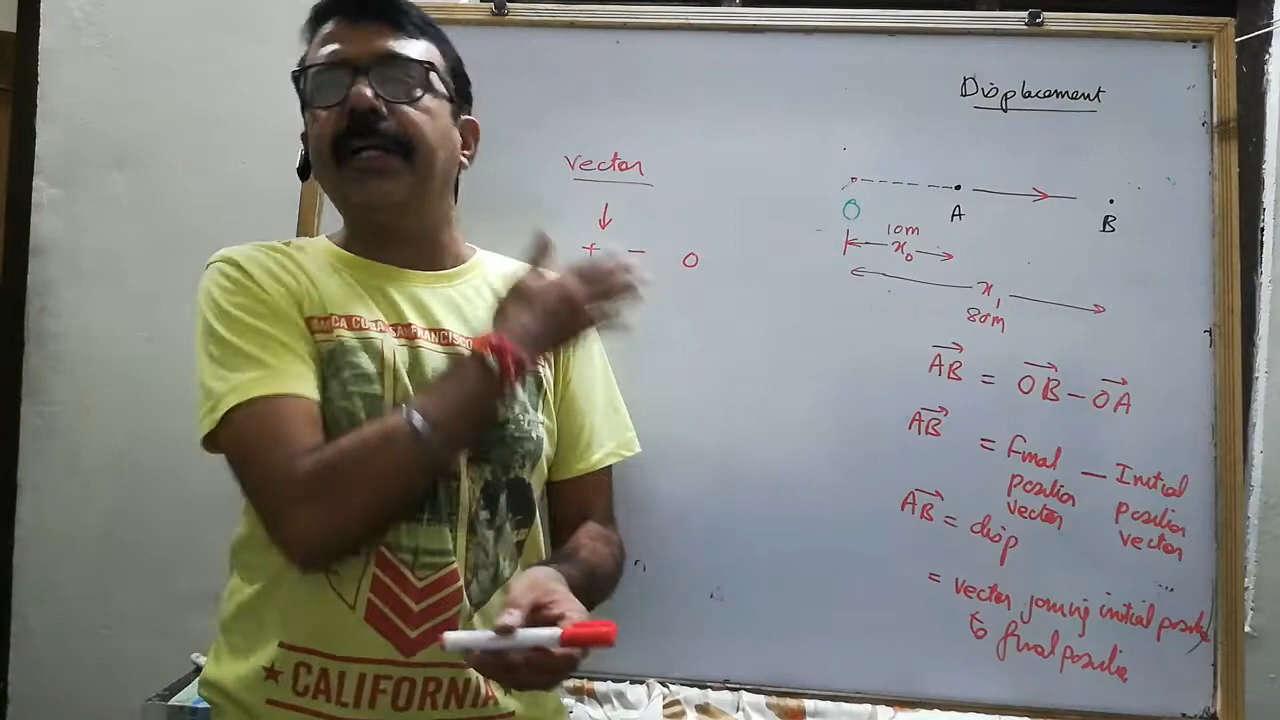 Displacement
vector
↓
+ − 0
O A B
10m
x₀
x₁
80m
AB = OB − OA
AB = Final position vector − Initial position vector
AB = disp
= vector joining initial position
to final position
SAN FRANCISCO
★ CALIFORNIA ★